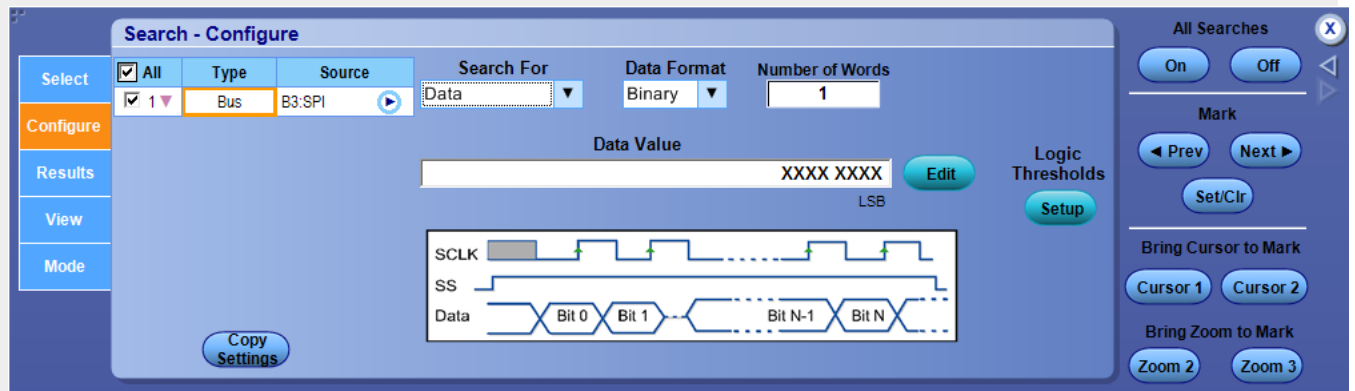 Search - Configure
Select
Configure
Results
View
Mode
All Type Source
1 Bus B3:SPI
Search For
Data
Data Format
Binary
Number of Words
1
Data Value
XXXX XXXX
LSB
Edit
Logic
Thresholds
Setup
SCLK
SS
Data Bit 0 Bit 1 Bit N-1 Bit N
Copy
Settings
All Searches
On Off
X
Mark
Prev Next
Set/Clr
Bring Cursor to Mark
Cursor 1 Cursor 2
Bring Zoom to Mark
Zoom 2 Zoom 3